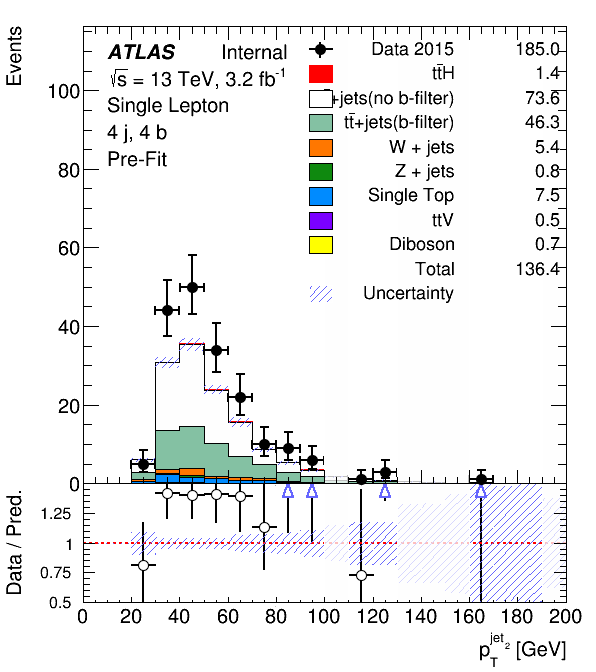 Events
ATLAS Internal
√s = 13 TeV, 3.2 fb⁻¹
Single Lepton
4 j, 4 b
Pre-Fit
Data 2015 185.0
tt̄H 1.4
+jets(no b-filter) 73.6
tt̄+jets(b-filter) 46.3
W + jets 5.4
Z + jets 0.8
Single Top 7.5
ttV 0.5
Diboson 0.7
Total 136.4
Uncertainty
100
80
60
40
20
0
Data / Pred.
1.25
1
0.75
0.5
0 20 40 60 80 100 120 140 160 180 200
p_T^jet_2 [GeV]